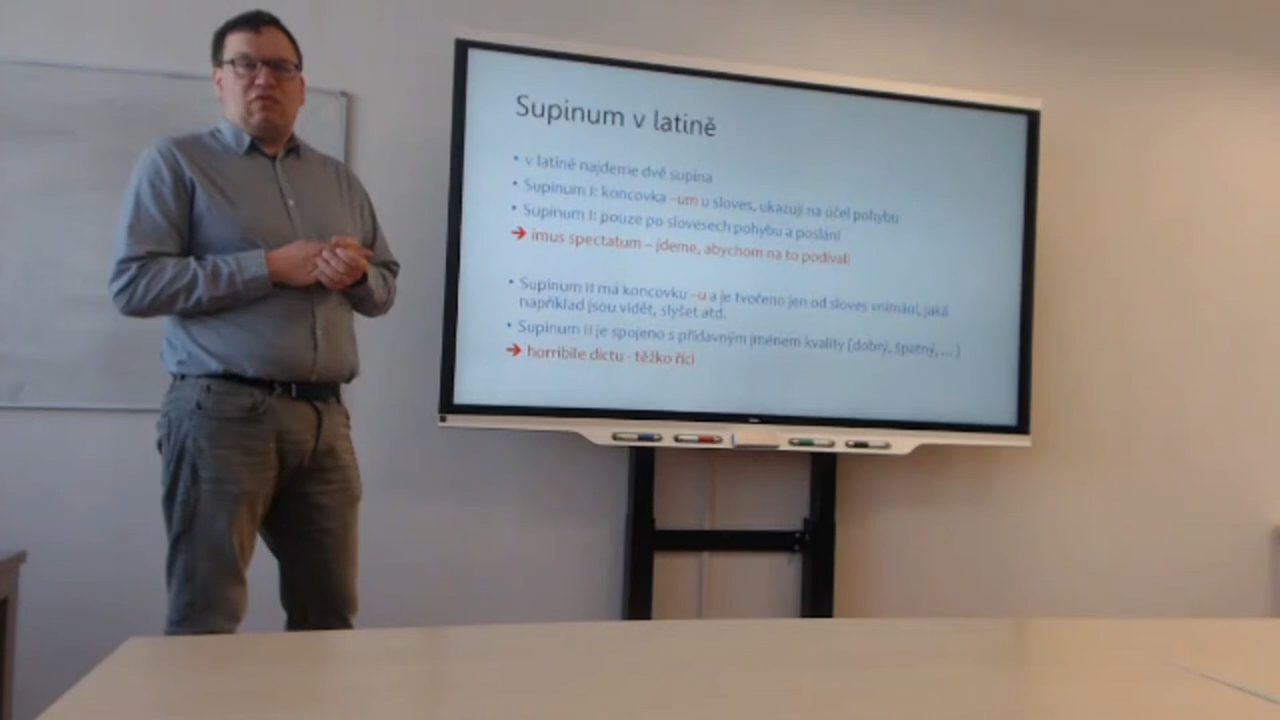 Supinum v latině
• v latině najdeme dvě supina
• Supinum I: koncovka -um u sloves, ukazují na účel pohybu
• Supinum I: pouze po slovesech pohybu a poslání
➔ imus spectatum – jdeme, abychom na to podívali
• Supinum II má koncovku -u a je tvořeno jen od sloves vnímání, jaká
například jsou vidět, slyšet atd.
• Supinum II je spojeno s přídavným jménem kvality (dobrý, špatný, ... )
➔ horribile dictu - těžko říci